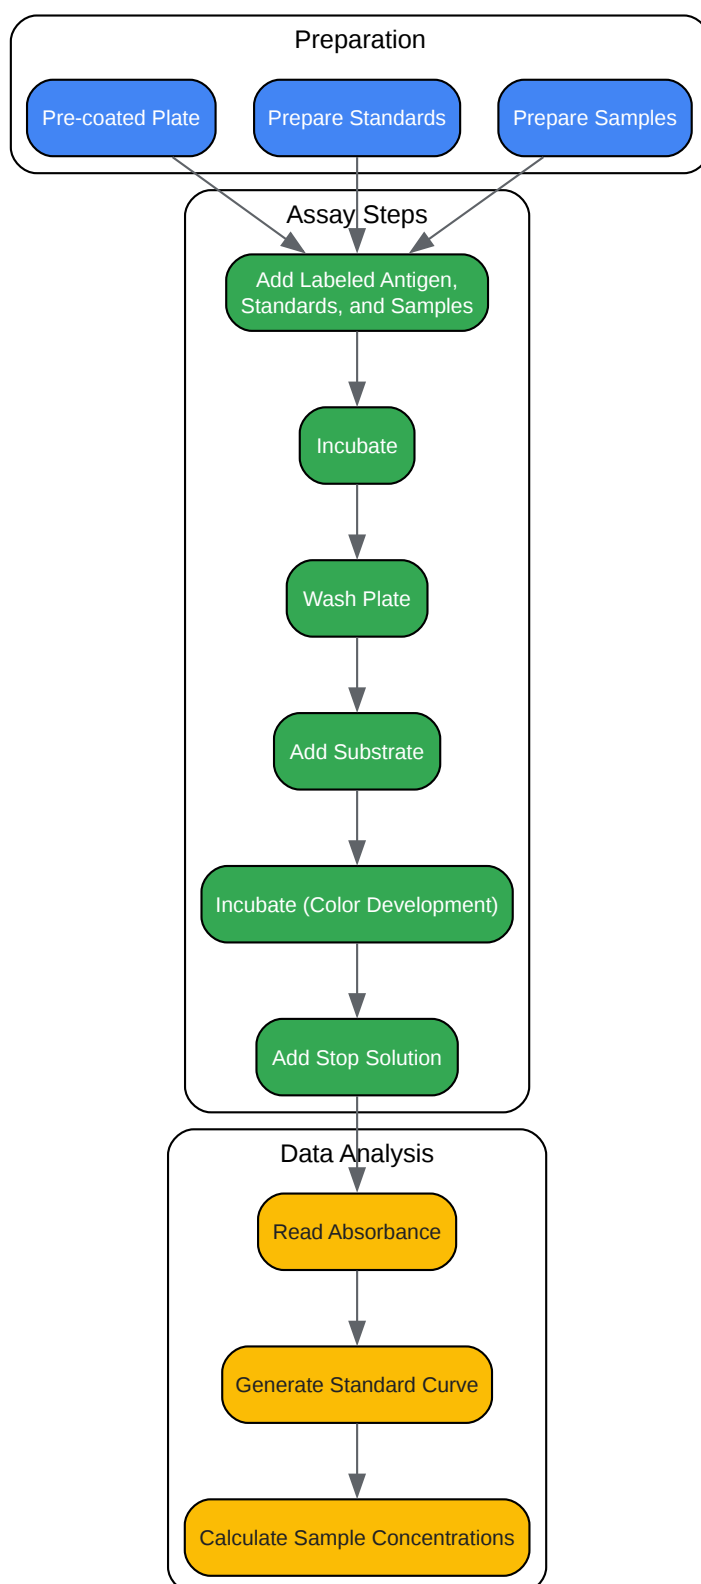 Preparation
Pre-coated Plate
Prepare Standards
Prepare Samples
Assay Steps
Add Labeled Antigen,
Standards, and Samples
Incubate
Wash Plate
Add Substrate
Incubate (Color Development)
Add Stop Solution
Data Analysis
Read Absorbance
Generate Standard Curve
Calculate Sample Concentrations